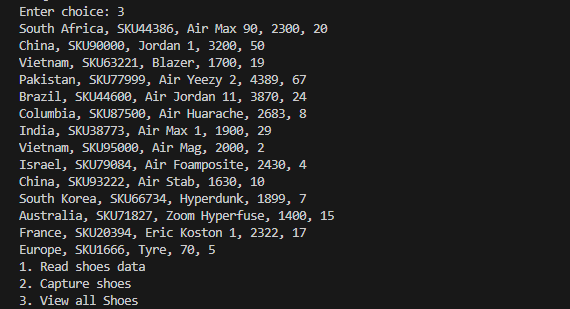 Enter choice: 3
South Africa, SKU44386, Air Max 90, 2300, 20
China, SKU90000, Jordan 1, 3200, 50
Vietnam, SKU63221, Blazer, 1700, 19
Pakistan, SKU77999, Air Yeezy 2, 4389, 67
Brazil, SKU44600, Air Jordan 11, 3870, 24
Columbia, SKU87500, Air Huarache, 2683, 8
India, SKU38773, Air Max 1, 1900, 29
Vietnam, SKU95000, Air Mag, 2000, 2
Israel, SKU79084, Air Foamposite, 2430, 4
China, SKU93222, Air Stab, 1630, 10
South Korea, SKU66734, Hyperdunk, 1899, 7
Australia, SKU71827, Zoom Hyperfuse, 1400, 15
France, SKU20394, Eric Koston 1, 2322, 17
Europe, SKU1666, Tyre, 70, 5
1. Read shoes data
2. Capture shoes
3. View all Shoes